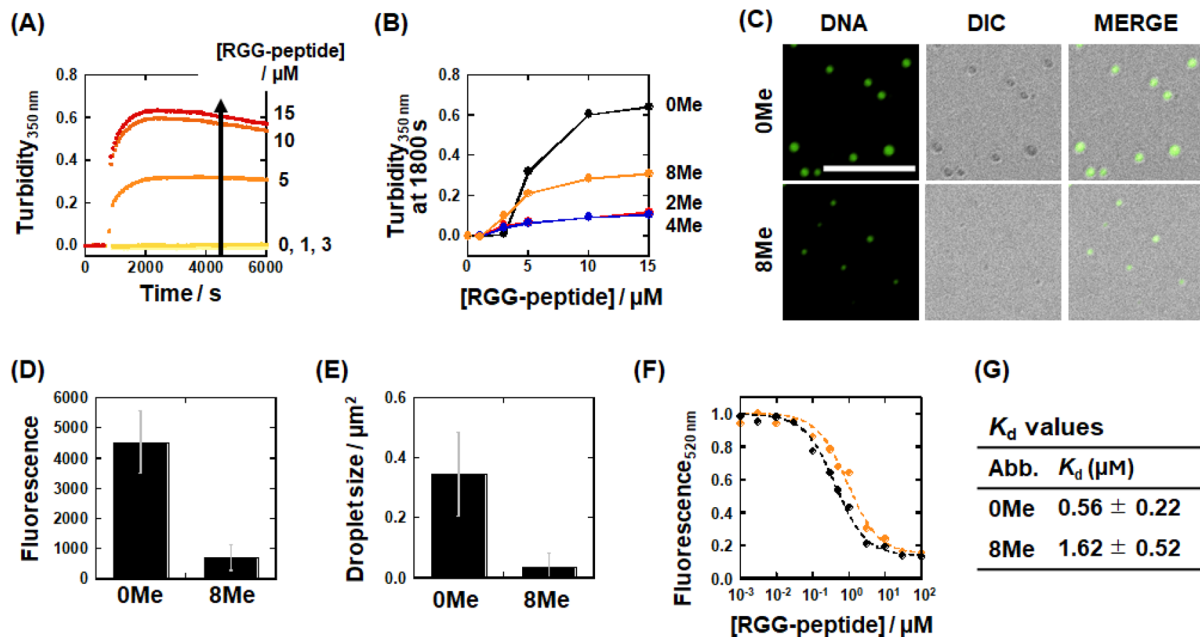 (A)
[RGG-peptide]
/ μM
Turbidity350 nm
0.8
0.6
0.4
0.2
0.0
0
2000
4000
6000
Time / s
15
10
5
0, 1, 3
(B)
Turbidity350 nm
at 1800 s
0.8
0.6
0.4
0.2
0.0
0
5
10
15
[RGG-peptide] / μM
0Me
8Me
2Me
4Me
(C)
DNA DIC MERGE
0Me
8Me
(D)
Fluorescence
6000
5000
4000
3000
2000
1000
0
0Me 8Me
(E)
Droplet size / μm²
0.6
0.4
0.2
0.0
0Me 8Me
(F)
Fluorescence520 nm
1.0
0.8
0.6
0.4
0.2
0.0
10⁻³ 10⁻² 10⁻¹ 10⁰ 10¹ 10²
[RGG-peptide] / μM
(G)
Kd values
Abb. Kd (μM)
0Me 0.56 ± 0.22
8Me 1.62 ± 0.52